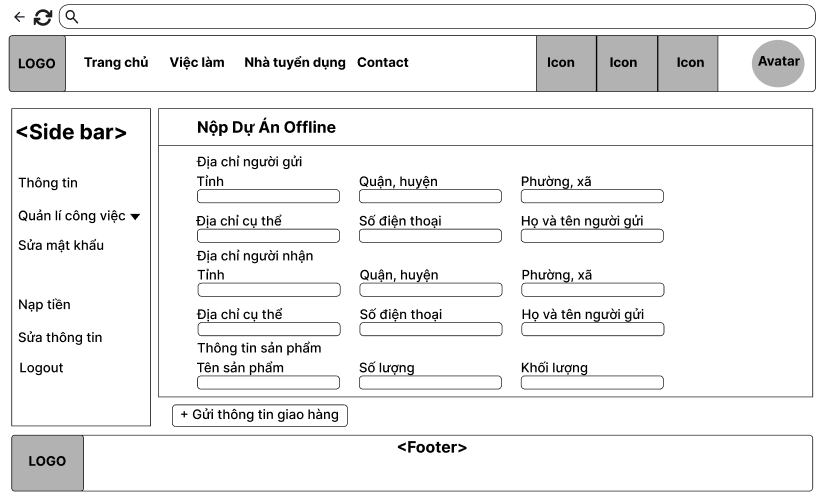 LOGO Trang chủ Việc làm Nhà tuyển dụng Contact Icon Icon Icon Avatar
<Side bar>
Thông tin
Quản lí công việc
Sửa mật khẩu
Nạp tiền
Sửa thông tin
Logout
Nộp Dự Án Offline
Địa chỉ người gửi
Tỉnh Quận, huyện Phường, xã
Địa chỉ cụ thể Số điện thoại Họ và tên người gửi
Địa chỉ người nhận
Tỉnh Quận, huyện Phường, xã
Địa chỉ cụ thể Số điện thoại Họ và tên người gửi
Thông tin sản phẩm
Tên sản phẩm Số lượng Khối lượng
+ Gửi thông tin giao hàng
<Footer>
LOGO